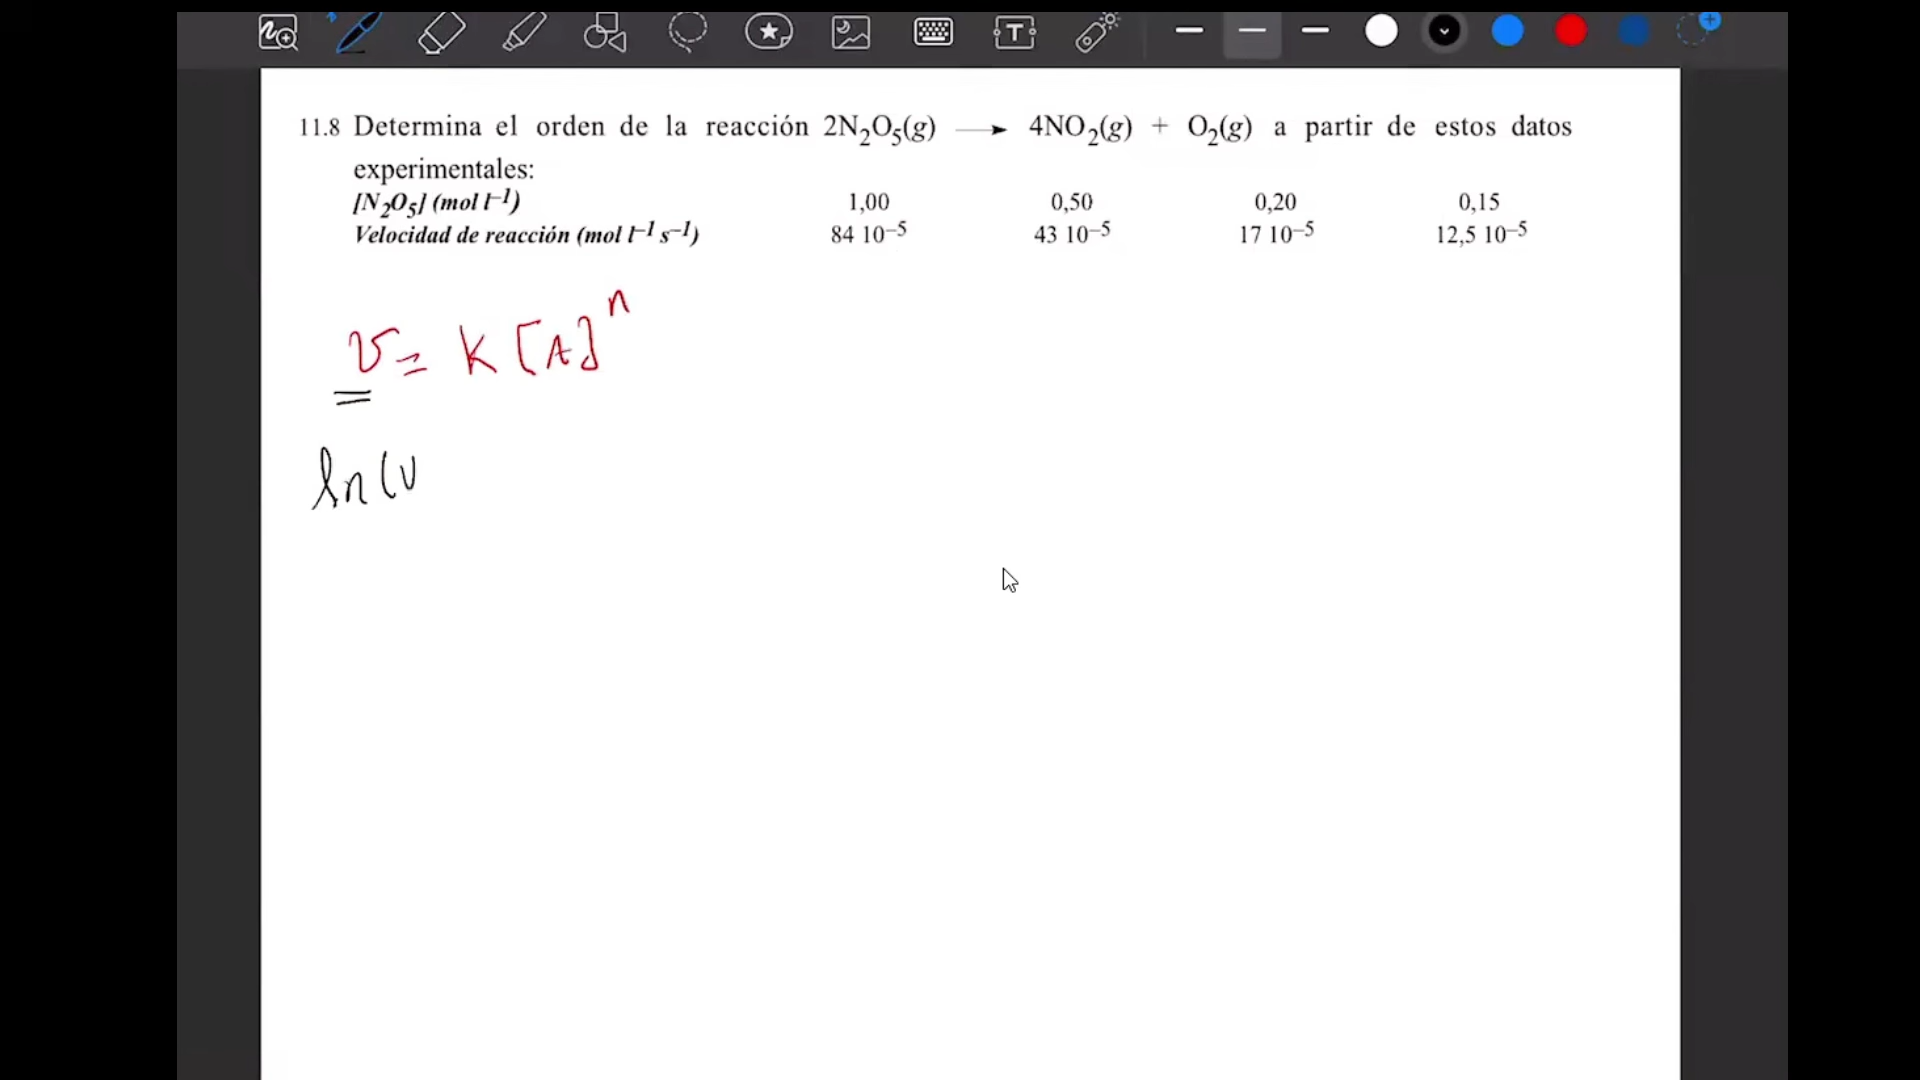 11.8 Determina el orden de la reacción 2N₂O₅(g) ⟶ 4NO₂(g) + O₂(g) a partir de estos datos
experimentales:
[N₂O₅] (mol l⁻¹) 1,00 0,50 0,20 0,15
Velocidad de reacción (mol l⁻¹ s⁻¹) 84 10⁻⁵ 43 10⁻⁵ 17 10⁻⁵ 12,5 10⁻⁵
v = K [A]ⁿ
ln (v